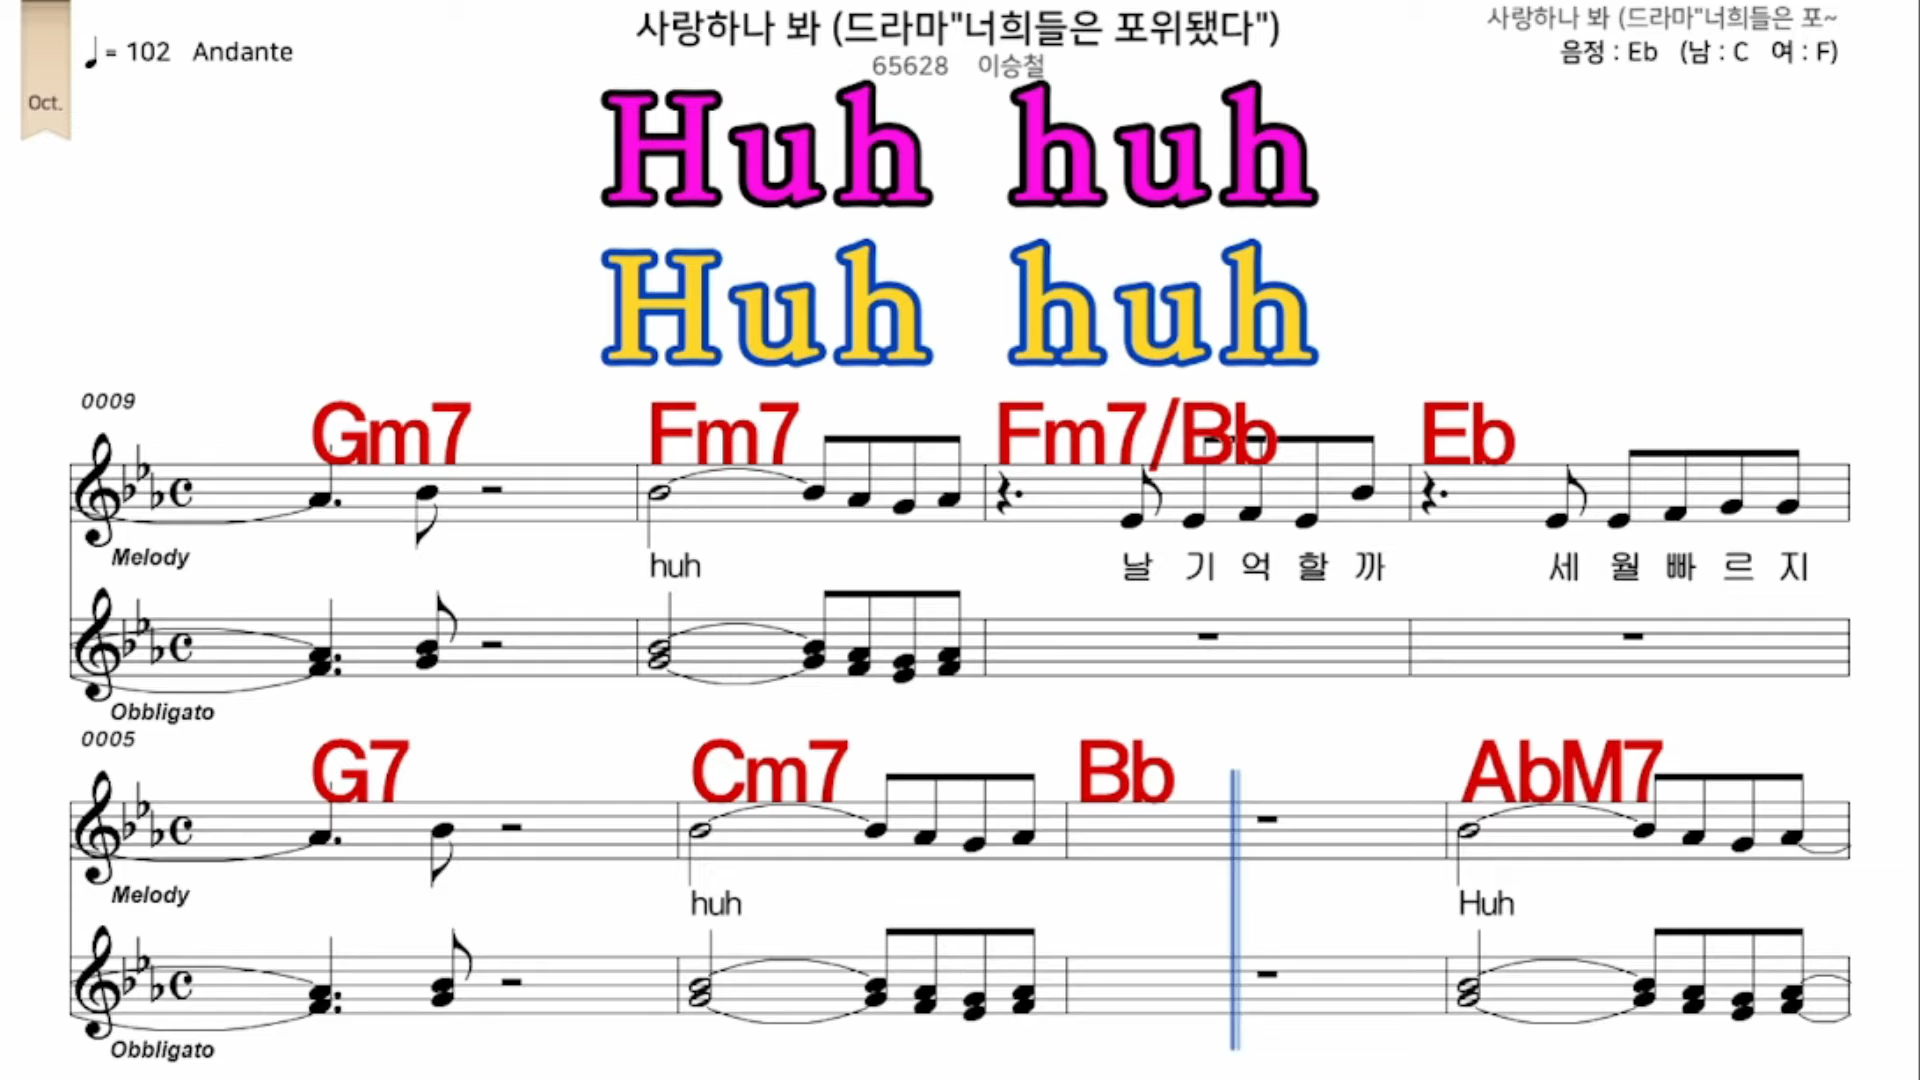 사랑하나 봐 (드라마"너희들은 포위됐다")
사랑하나 봐 (드라마"너희들은 포~
♩= 102 Andante
65628 이승철
음정 : Eb (남 : C 여 : F)
Oct.
Huh huh
Huh huh
0009
Gm7 Fm7 Fm7/Bb Eb
Melody
huh 날 기 억 할 까 세 월 빠 르 지
Obbligato
0005
G7 Cm7 Bb AbM7
Melody
huh Huh
Obbligato